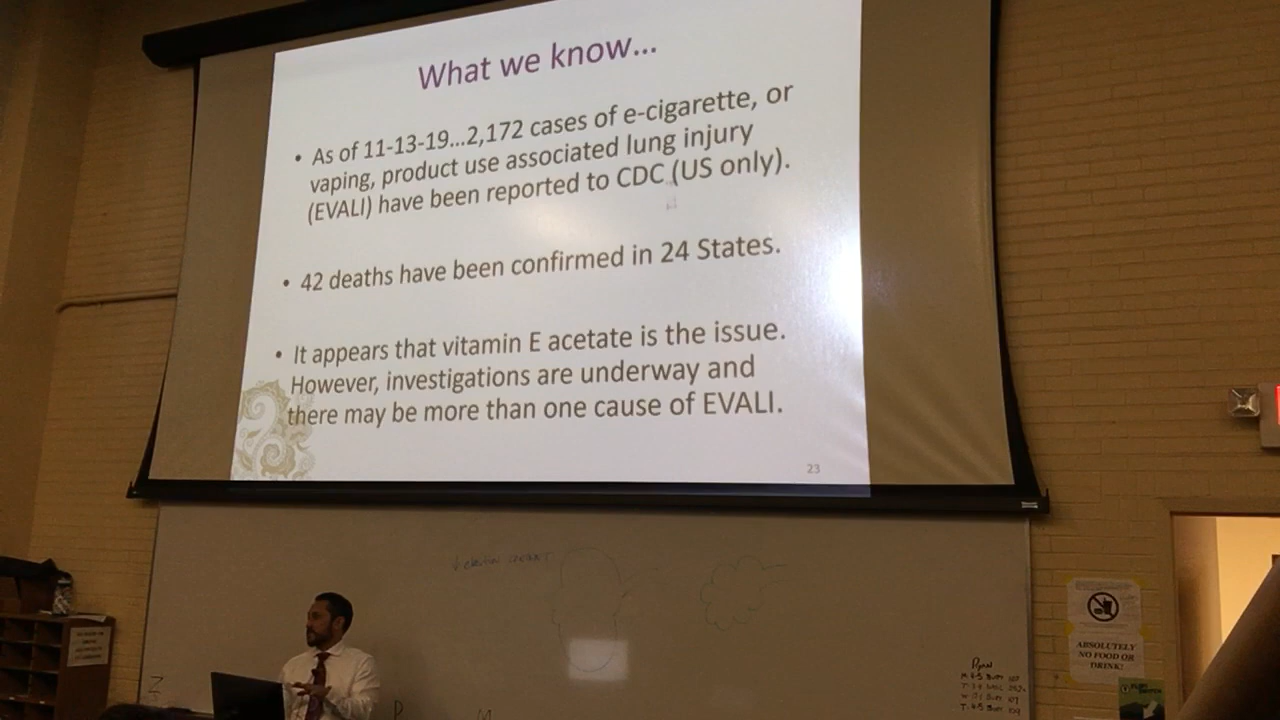 What we know...
• As of 11-13-19...2,172 cases of e-cigarette, or
vaping, product use associated lung injury
(EVALI) have been reported to CDC (US only).
• 42 deaths have been confirmed in 24 States.
• It appears that vitamin E acetate is the issue.
However, investigations are underway and
there may be more than one cause of EVALI.
23
ABSOLUTELY
NO FOOD OR
DRINK!
Z